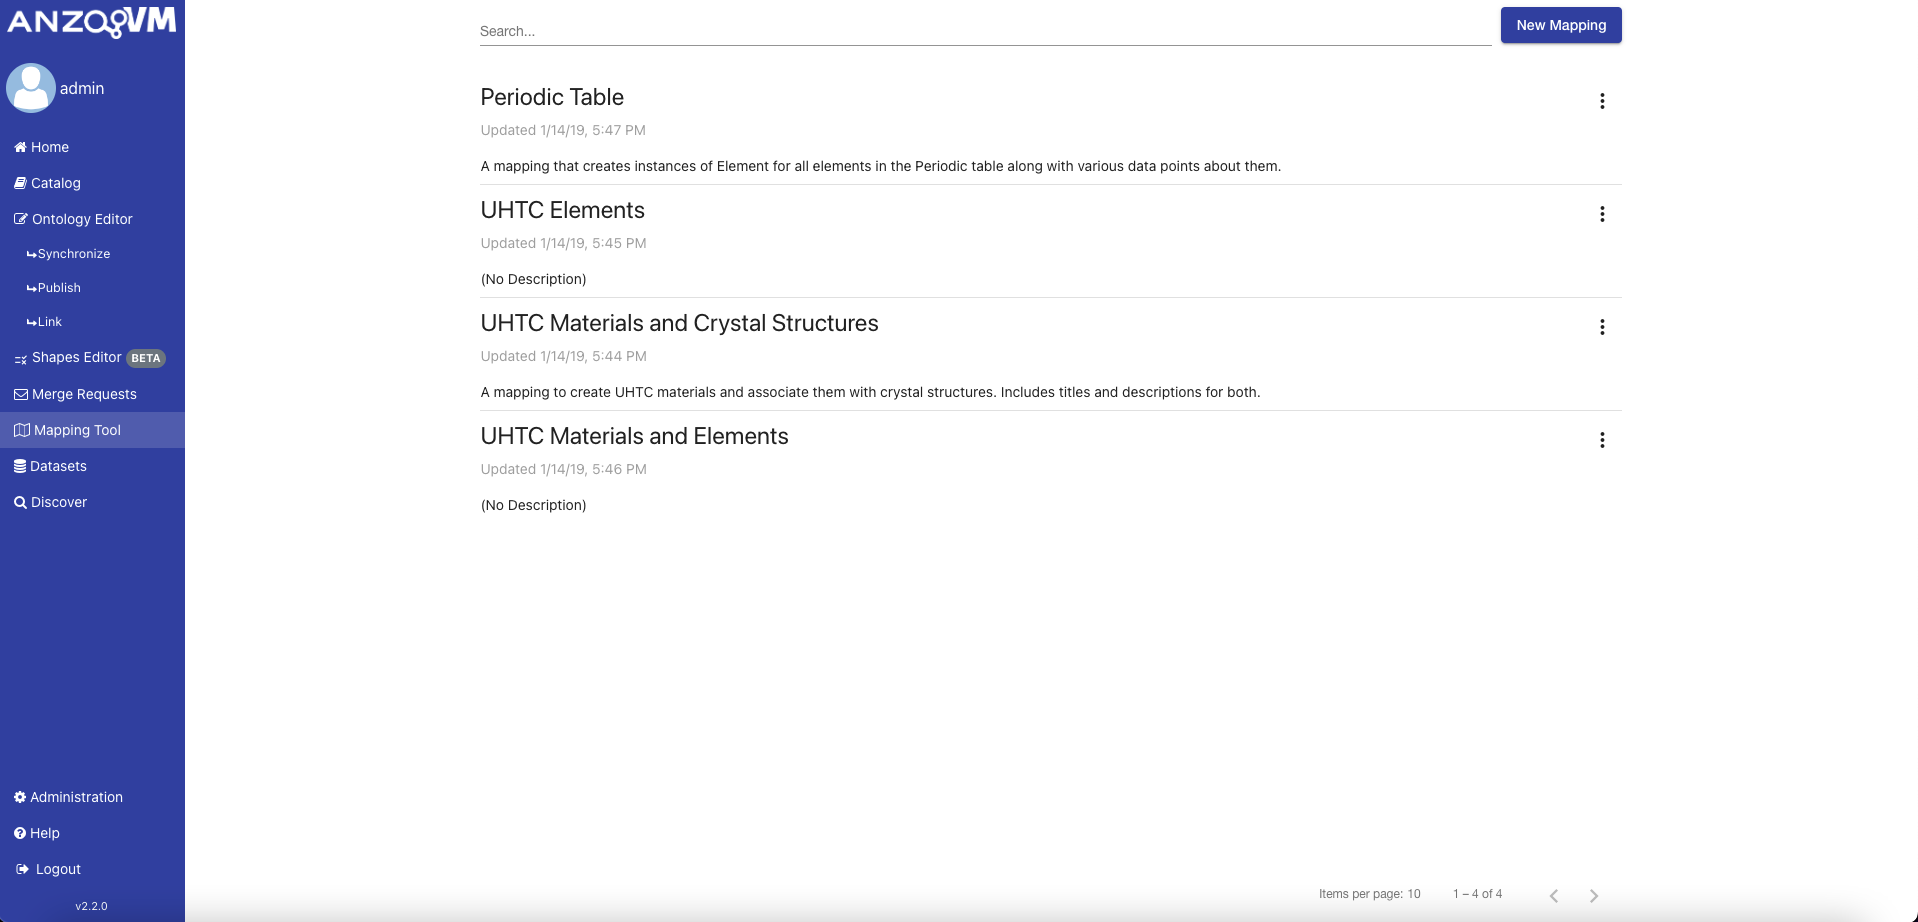 ANZOVM
admin
Home
Catalog
Ontology Editor
Synchronize
Publish
Link
Shapes Editor BETA
Merge Requests
Mapping Tool
Datasets
Discover
Administration
Help
Logout
v2.2.0
Search...
New Mapping
Periodic Table
Updated 1/14/19, 5:47 PM
A mapping that creates instances of Element for all elements in the Periodic table along with various data points about them.
UHTC Elements
Updated 1/14/19, 5:45 PM
(No Description)
UHTC Materials and Crystal Structures
Updated 1/14/19, 5:44 PM
A mapping to create UHTC materials and associate them with crystal structures. Includes titles and descriptions for both.
UHTC Materials and Elements
Updated 1/14/19, 5:46 PM
(No Description)
Items per page: 10
1 – 4 of 4